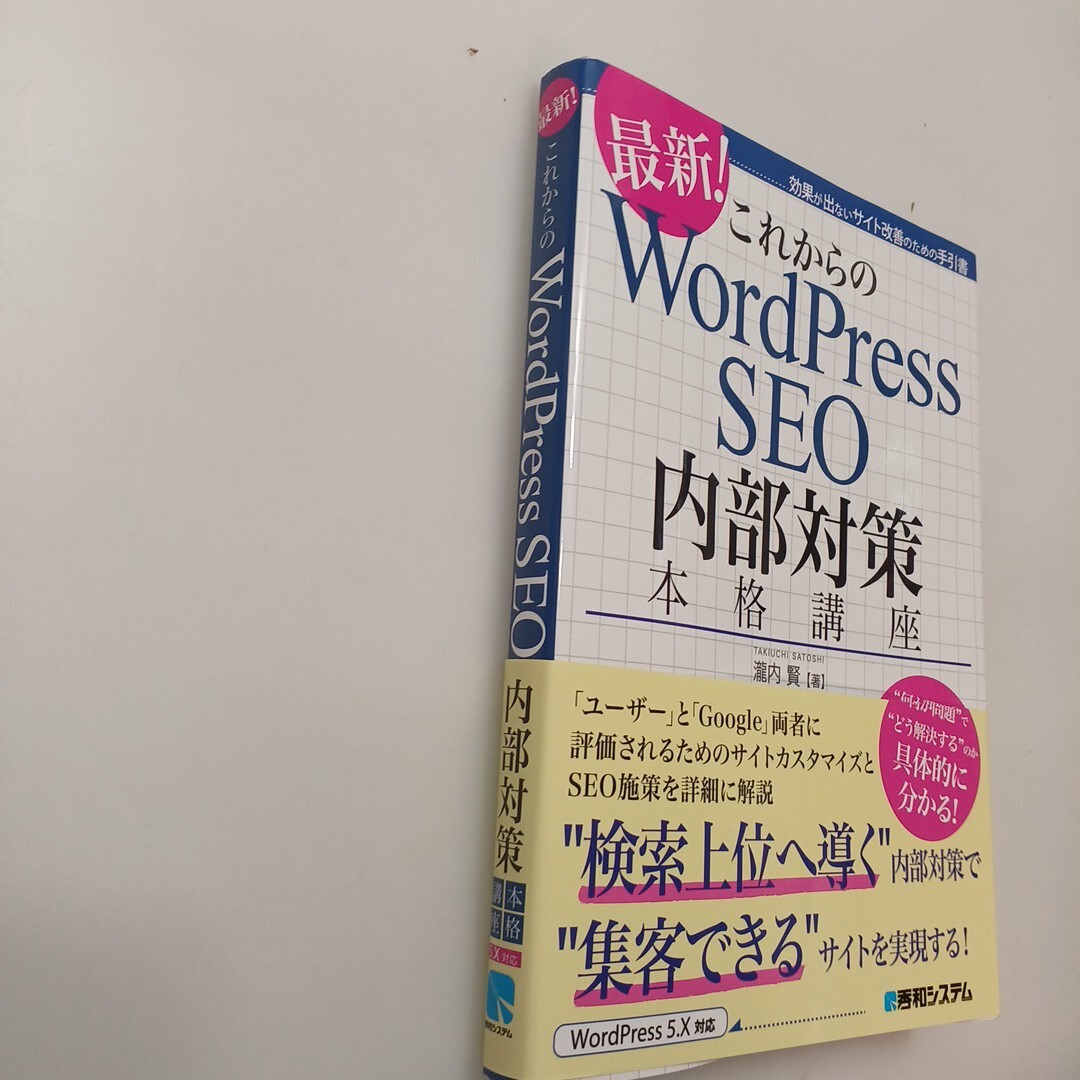 最新!
これからの
WordPress SEO
内部対策
本格
講座
5.X 対応
秀和システム
効果が出ないサイト改善のための手引書
最新!
これからの
WordPress
SEO
内部対策
本格講座
TAKIUCHI SATOSHI
瀧内 賢【著】
「ユーザー」と「Google」両者に
評価されるためのサイトカスタマイズと
SEO施策を詳細に解説
"何が問題"で
"どう解決する"のか
具体的に
分かる!
"検索上位へ導く"内部対策で
"集客できる"サイトを実現する!
秀和システム
WordPress 5.X 対応